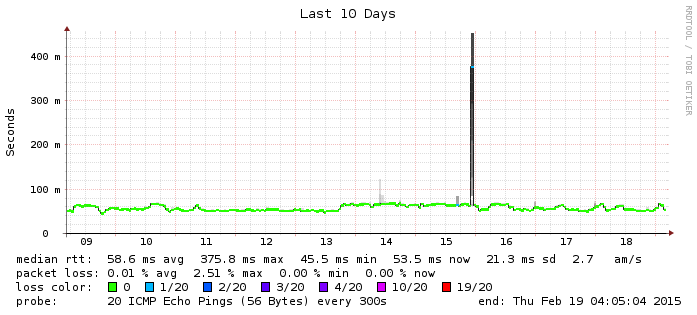 Last 10 Days
RRDTOOL / TOBI OETIKER
Seconds
400 m
300 m
200 m
100 m
0
09 10 11 12 13 14 15 16 17 18
median rtt: 58.6 ms avg 375.8 ms max 45.5 ms min 53.5 ms now 21.3 ms sd 2.7 am/s
packet loss: 0.01 % avg 2.51 % max 0.00 % min 0.00 % now
loss color: 0 1/20 2/20 3/20 4/20 10/20 19/20
probe: 20 ICMP Echo Pings (56 Bytes) every 300s end: Thu Feb 19 04:05:04 2015